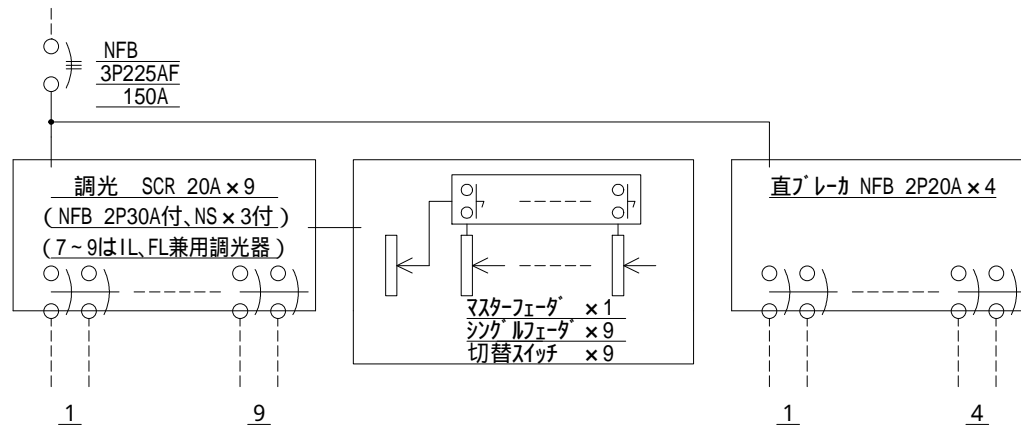 NFB
3P225AF
150A
調光 SCR 20A×9
(NFB 2P30A付、NS×3付)
(7~9はIL、FL兼用調光器)
マスターフェーダ ×1
シングルフェーダ ×9
切替スイッチ ×9
直ブレーカ NFB 2P20A×4
1
9
1
4